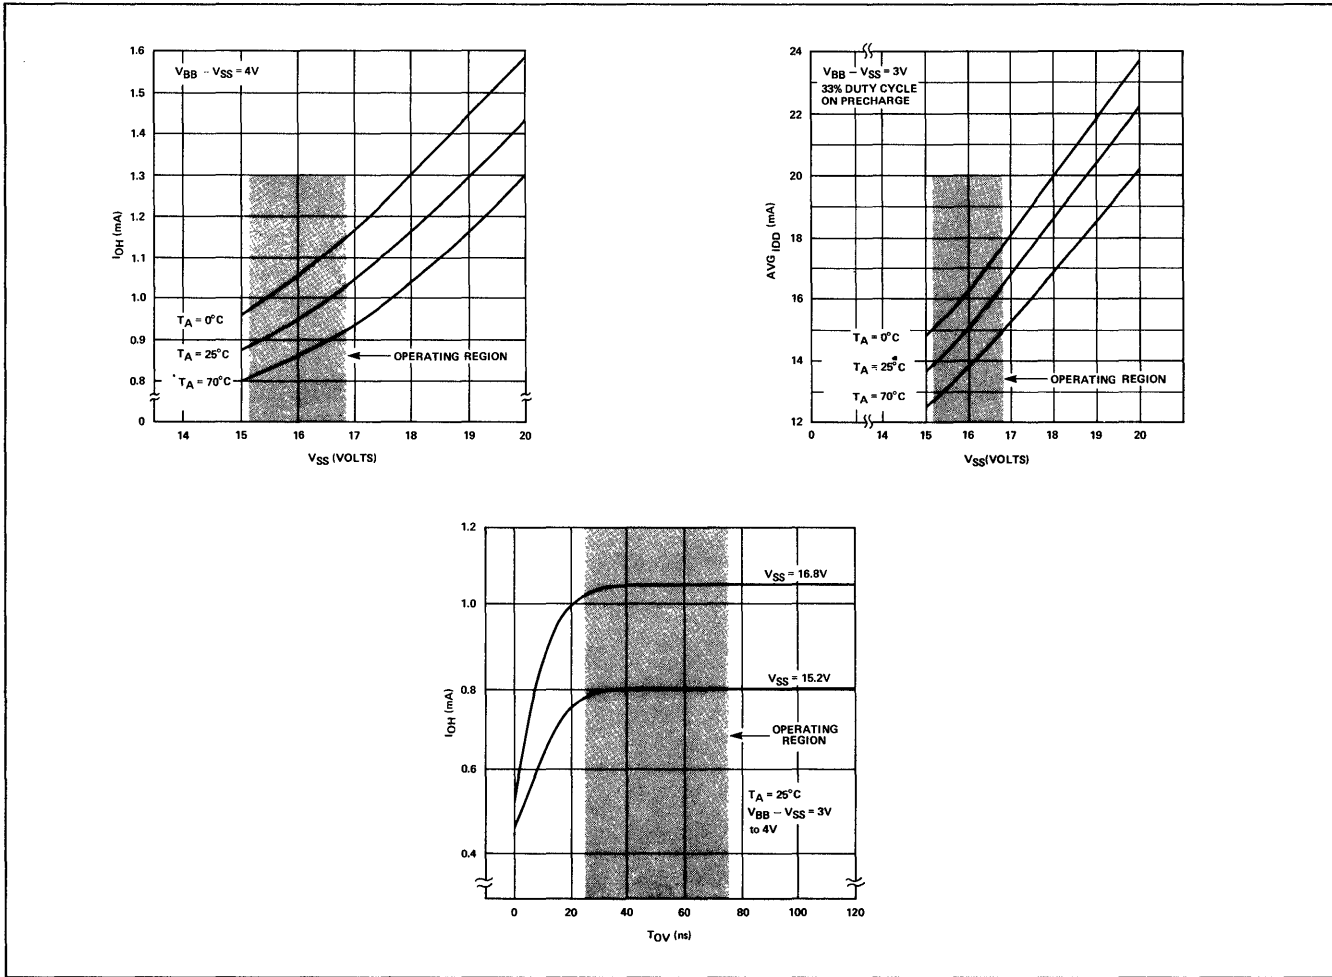 1.6
1.5
1.4
1.3
1.2
1.1
1.0
0.9
0.8
0
IOH (mA)
VBB – VSS = 4V
TA = 0°C
TA = 25°C
TA = 70°C
OPERATING REGION
14 15 16 17 18 19 20
VSS (VOLTS)
24
22
20
18
16
14
12
AVG IDD (mA)
VBB – VSS = 3V
33% DUTY CYCLE
ON PRECHARGE
TA = 0°C
TA = 25°C
TA = 70°C
OPERATING REGION
0 14 15 16 17 18 19 20
VSS(VOLTS)
1.2
1.0
0.8
0.6
0.4
IOH (mA)
VSS = 16.8V
VSS = 15.2V
OPERATING
REGION
TA = 25°C
VBB – VSS = 3V
to 4V
0 20 40 60 80 100 120
TOV (ns)